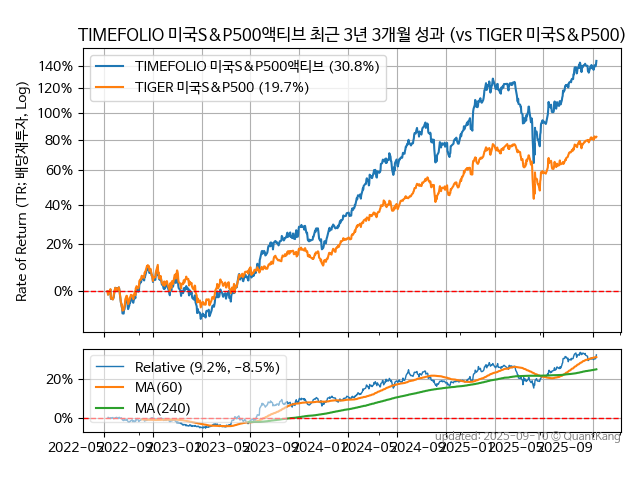 TIMEFOLIO 미국S&P500액티브 최근 3년 3개월 성과 (vs TIGER 미국S&P500)
Rate of Return (TR: 배당재투자, Log)
140%
120%
100%
80%
60%
40%
20%
0%
TIMEFOLIO 미국S&P500액티브 (30.8%)
TIGER 미국S&P500 (19.7%)
20%
0%
Relative (9.2%, −8.5%)
MA(60)
MA(240)
2022-05 2022-09 2023-01 2023-05 2023-09 2024-01 2024-05 2024-09 2025-01 2025-05 2025-09
updated: 2025-09-10 ⓒ QuantKang